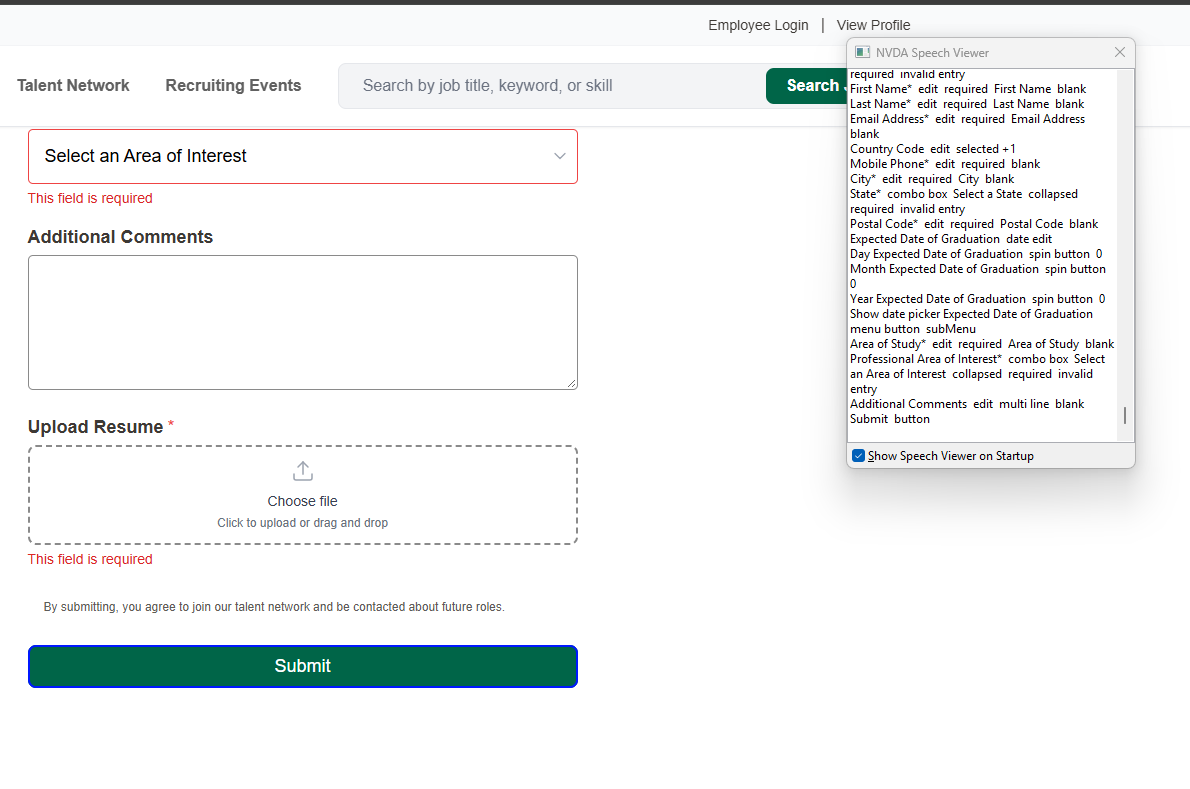 Employee Login | View Profile
Talent Network
Recruiting Events
Search by job title, keyword, or skill
Search
Select an Area of Interest
This field is required
Additional Comments
Upload Resume *
Choose file
Click to upload or drag and drop
This field is required
By submitting, you agree to join our talent network and be contacted about future roles.
Submit
NVDA Speech Viewer
required invalid entry
First Name* edit required First Name blank
Last Name* edit required Last Name blank
Email Address* edit required Email Address
blank
Country Code edit selected +1
Mobile Phone* edit required blank
City* edit required City blank
State* combo box Select a State collapsed
required invalid entry
Postal Code* edit required Postal Code blank
Expected Date of Graduation date edit
Day Expected Date of Graduation spin button 0
Month Expected Date of Graduation spin button
0
Year Expected Date of Graduation spin button 0
Show date picker Expected Date of Graduation
menu button subMenu
Area of Study* edit required Area of Study blank
Professional Area of Interest* combo box Select
an Area of Interest collapsed required invalid
entry
Additional Comments edit multi line blank
Submit button
Show Speech Viewer on Startup